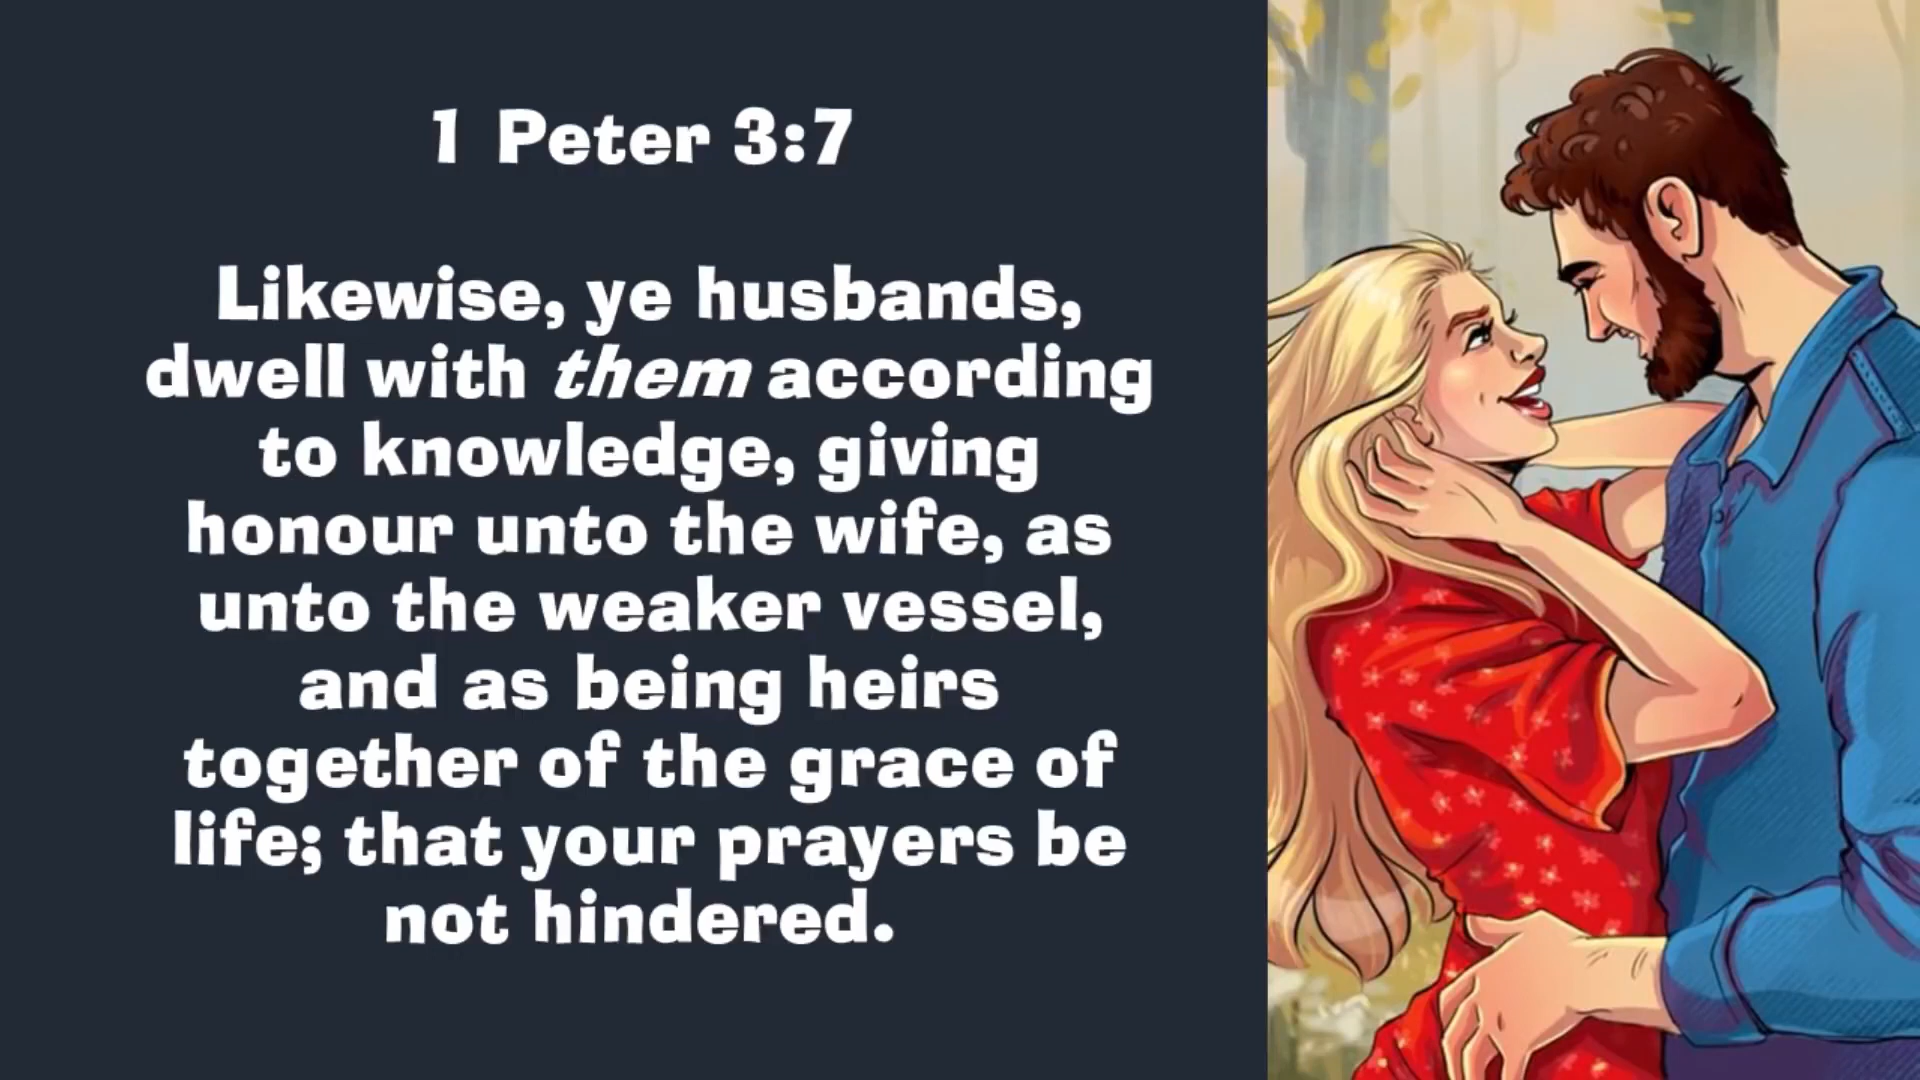 1 Peter 3:7
Likewise, ye husbands,
dwell with them according
to knowledge, giving
honour unto the wife, as
unto the weaker vessel,
and as being heirs
together of the grace of
life; that your prayers be
not hindered.